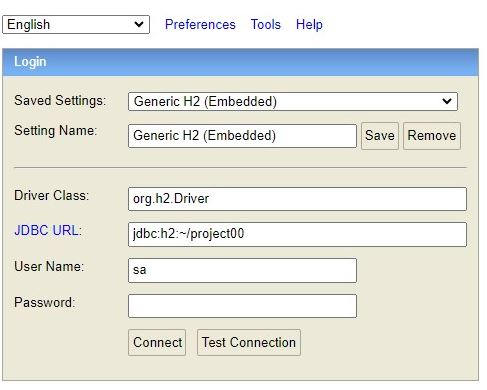 English Preferences Tools Help
Login
Saved Settings: Generic H2 (Embedded)
Setting Name: Generic H2 (Embedded) Save Remove
Driver Class: org.h2.Driver
JDBC URL: jdbc:h2:~/project00
User Name: sa
Password:
Connect Test Connection